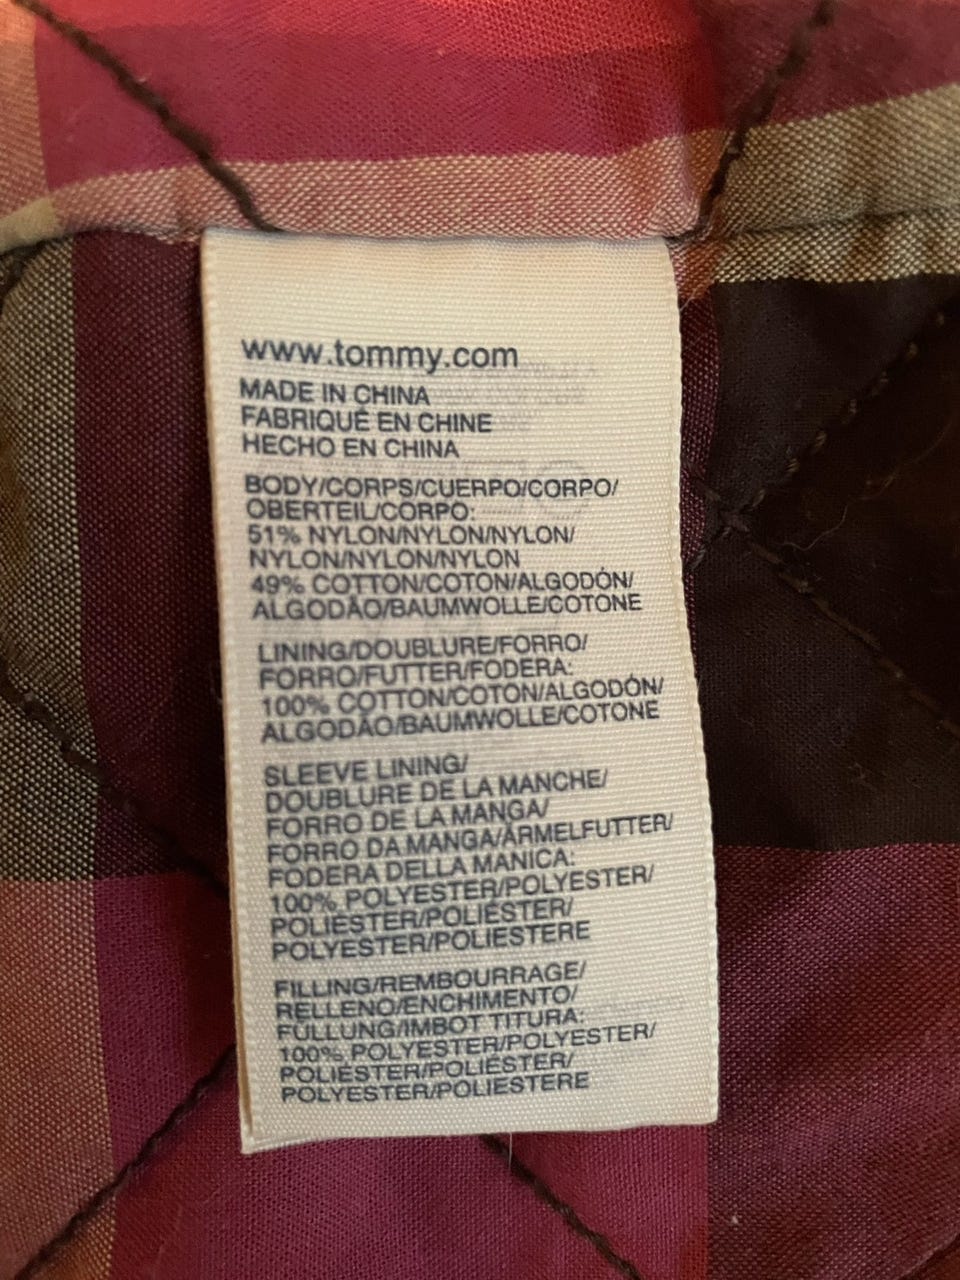 www.tommy.com
MADE IN CHINA
FABRIQUÉ EN CHINE
HECHO EN CHINA
BODY/CORPS/CUERPO/CORPO/
OBERTEIL/CORPO:
51% NYLON/NYLON/NYLON/
NYLON/NYLON/NYLON
49% COTTON/COTON/ALGODÓN/
ALGODÃO/BAUMWOLLE/COTONE
LINING/DOUBLURE/FORRO/
FORRO/FUTTER/FODERA:
100% COTTON/COTON/ALGODÓN/
ALGODÃO/BAUMWOLLE/COTONE
SLEEVE LINING/
DOUBLURE DE LA MANCHE/
FORRO DE LA MANGA/
FORRO DA MANGA/ÄRMELFUTTER/
FODERA DELLA MANICA:
100% POLYESTER/POLYESTER/
POLIÉSTER/POLIÉSTER/
POLYESTER/POLIESTERE
FILLING/REMBOURRAGE/
RELLENO/ENCHIMENTO/
FÜLLUNG/IMBOT TITURA:
100% POLYESTER/POLYESTER/
POLIÉSTER/POLIÉSTER/
POLYESTER/POLIESTERE